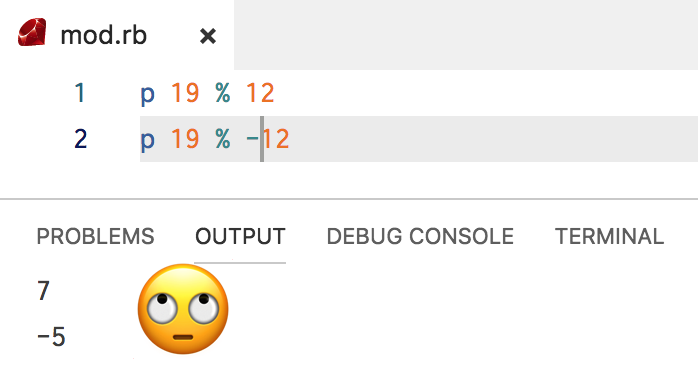 mod.rb ×
1 p 19 % 12
2 p 19 % -12
PROBLEMS OUTPUT DEBUG CONSOLE TERMINAL
7
-5